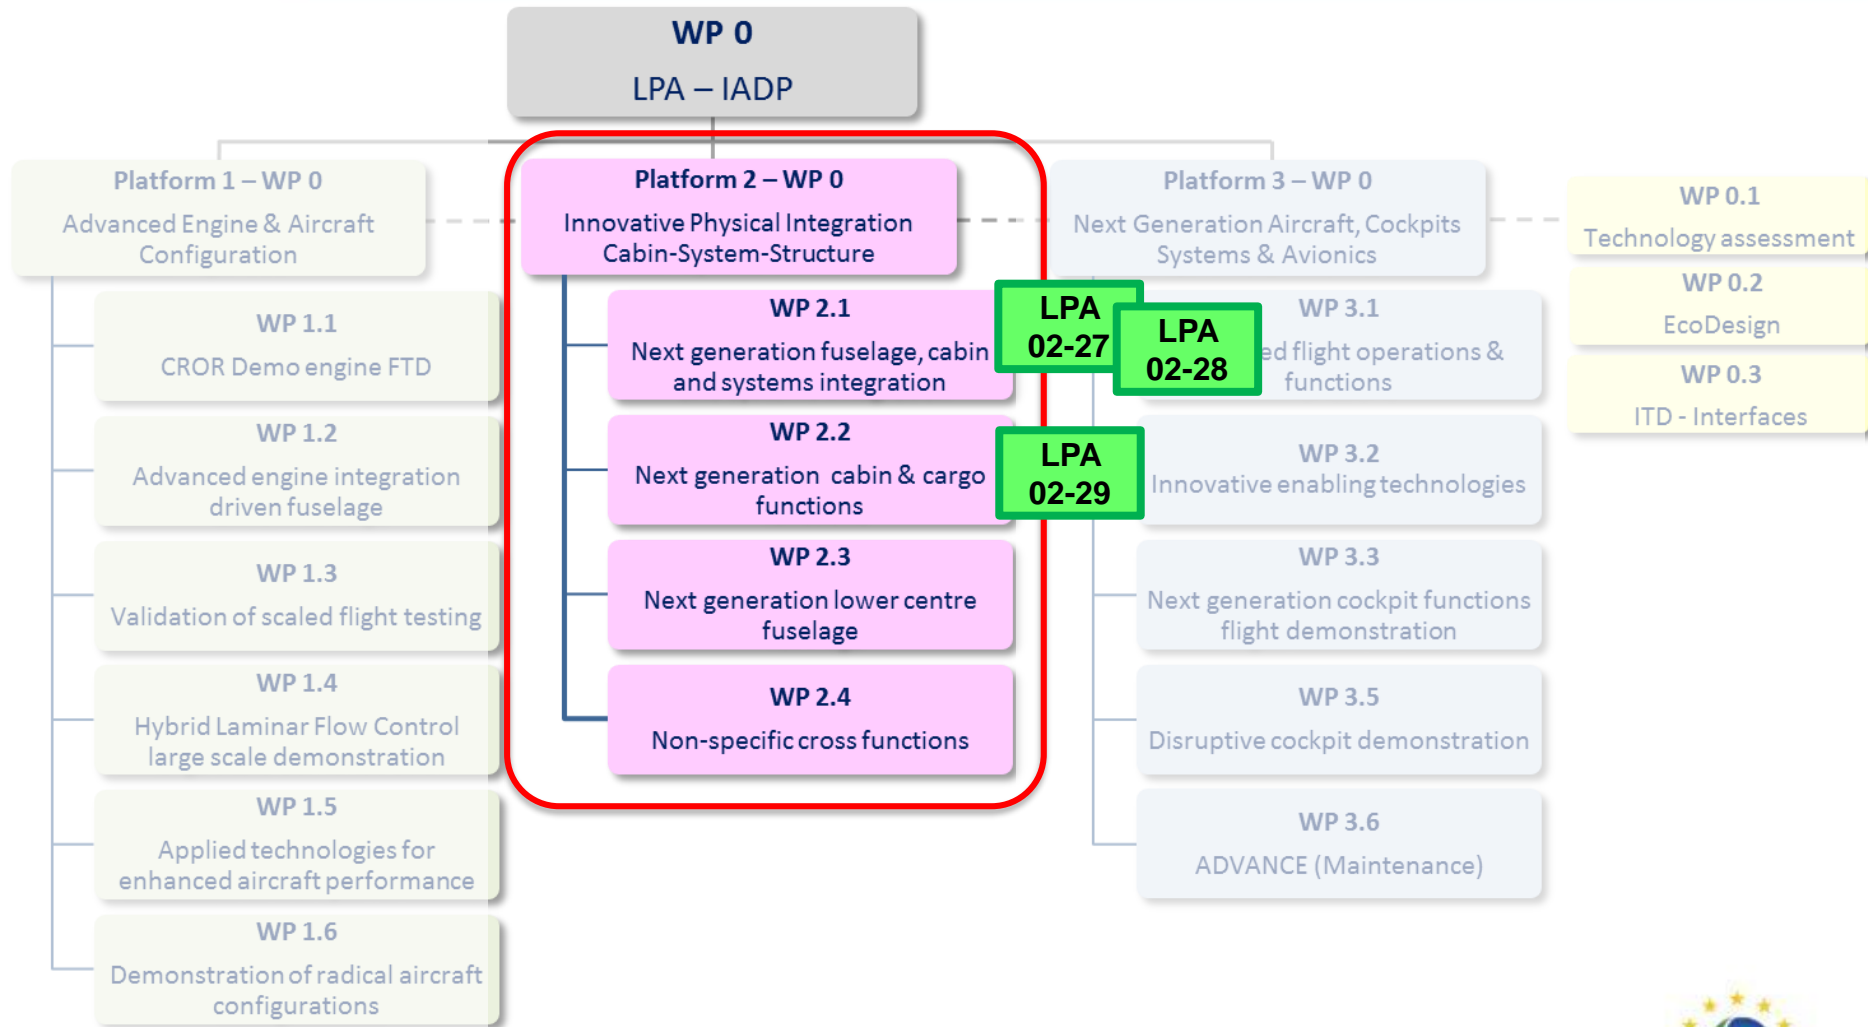 WP 0
LPA – IADP
Platform 1 – WP 0
Advanced Engine & Aircraft
Configuration
WP 1.1
CROR Demo engine FTD
WP 1.2
Advanced engine integration
driven fuselage
WP 1.3
Validation of scaled flight testing
WP 1.4
Hybrid Laminar Flow Control
large scale demonstration
WP 1.5
Applied technologies for
enhanced aircraft performance
WP 1.6
Demonstration of radical aircraft
configurations
Platform 2 – WP 0
Innovative Physical Integration
Cabin-System-Structure
WP 2.1
Next generation fuselage, cabin
and systems integration
LPA
02-27
LPA
02-28
WP 2.2
Next generation cabin & cargo
functions
LPA
02-29
WP 2.3
Next generation lower centre
fuselage
WP 2.4
Non-specific cross functions
Platform 3 – WP 0
Next Generation Aircraft, Cockpits
Systems & Avionics
WP 3.1
flight operations &
functions
WP 3.2
Innovative enabling technologies
WP 3.3
Next generation cockpit functions
flight demonstration
WP 3.5
Disruptive cockpit demonstration
WP 3.6
ADVANCE (Maintenance)
WP 0.1
Technology assessment
WP 0.2
EcoDesign
WP 0.3
ITD - Interfaces